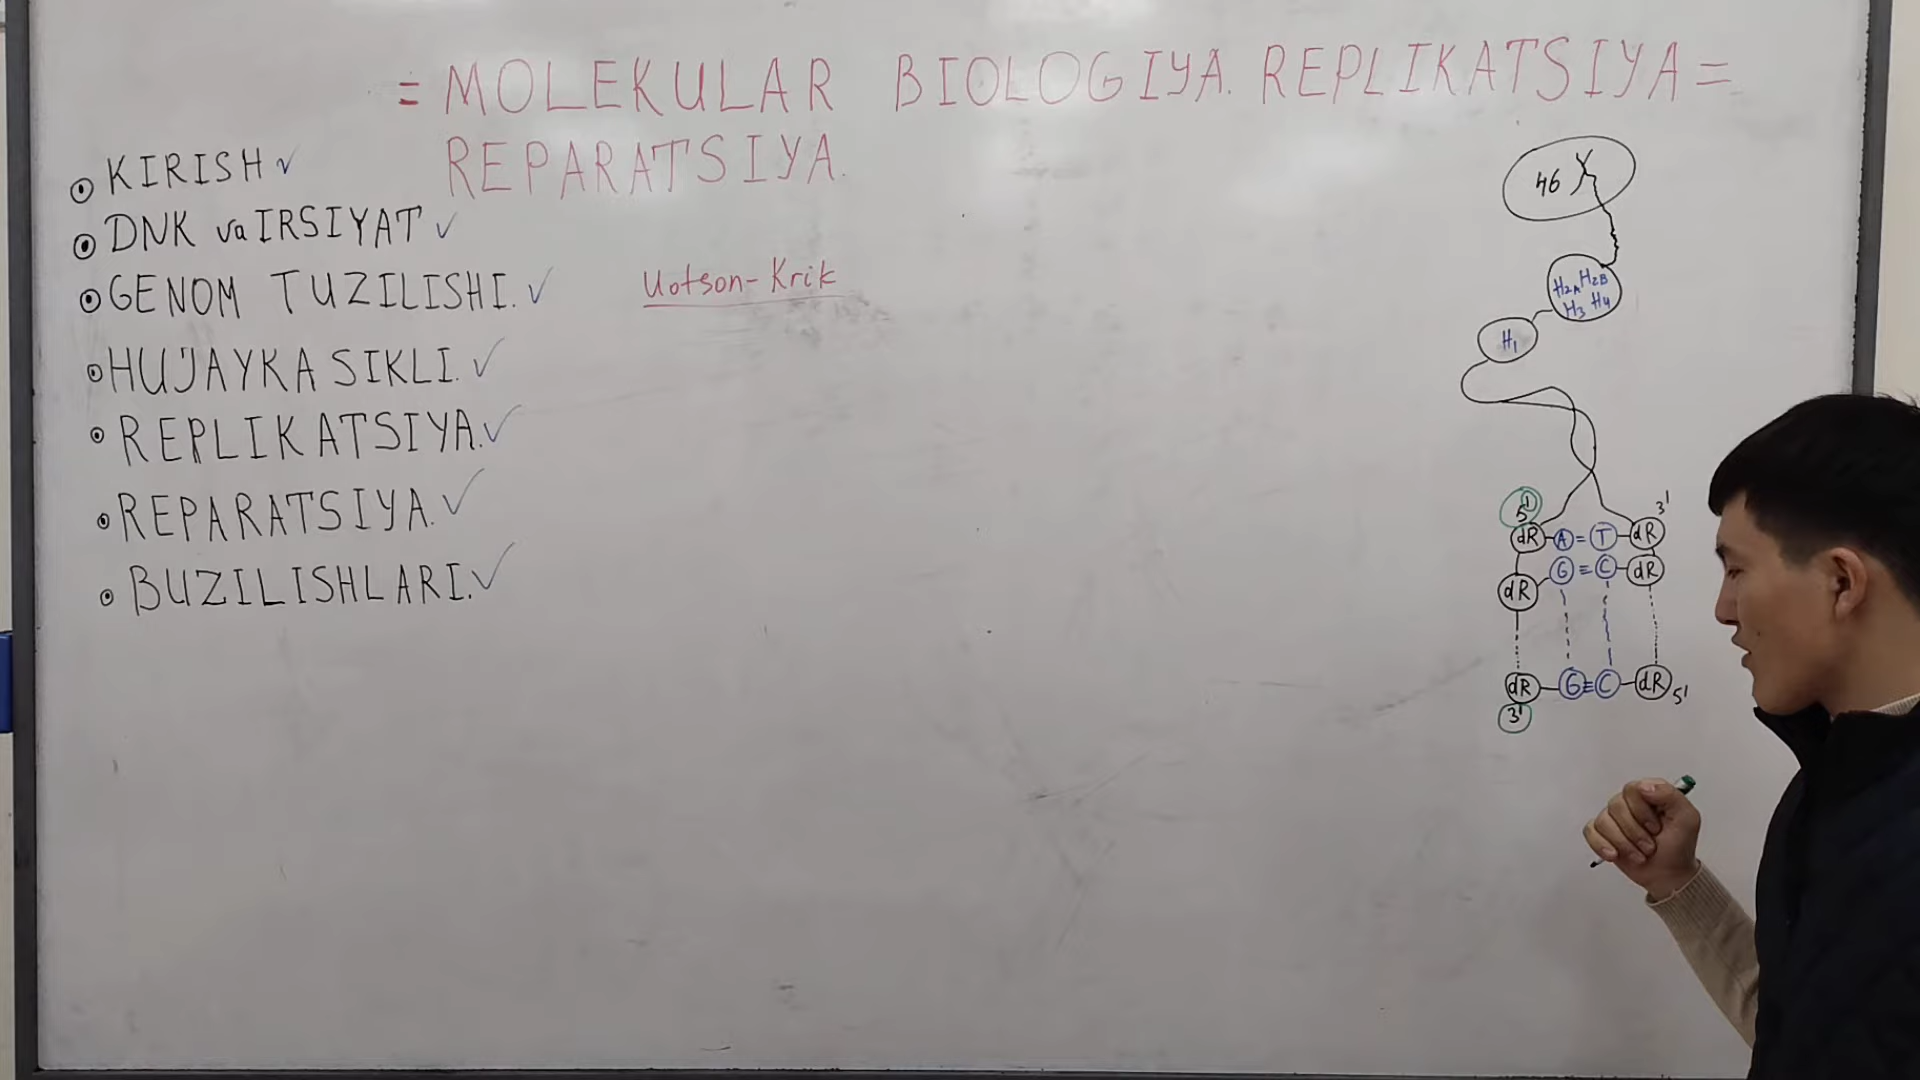 = MOLEKULAR BIOLOGIYA. REPLIKATSIYA =
REPARATSIYA.
KIRISH ✓
DNK va IRSIYAT ✓
GENOM TUZILISHI. ✓
HUJAYKA SIKLI. ✓
REPLIKATSIYA. ✓
REPARATSIYA. ✓
BUZILISHLARI. ✓
Uotson-Krik
46
H2A H2B
H3 H4
H1
5' 3'
dR A = T dR
dR G ≡ C dR
dR G ≡ C dR
3' 5'